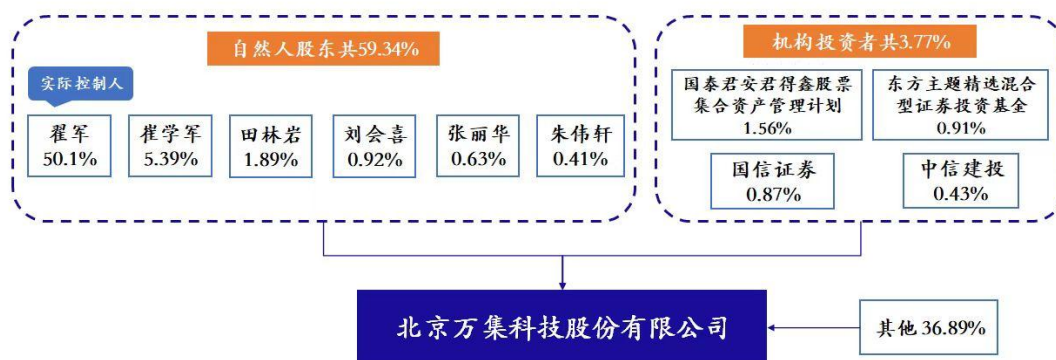 自然人股东共59.34%
实际控制人
翟军
50.1%
崔学军
5.39%
田林岩
1.89%
刘会喜
0.92%
张丽华
0.63%
朱伟轩
0.41%
机构投资者共3.77%
国泰君安君得鑫股票
集合资产管理计划
1.56%
东方主题精选混合
型证券投资基金
0.91%
国信证券
0.87%
中信建投
0.43%
北京万集科技股份有限公司
其他36.89%